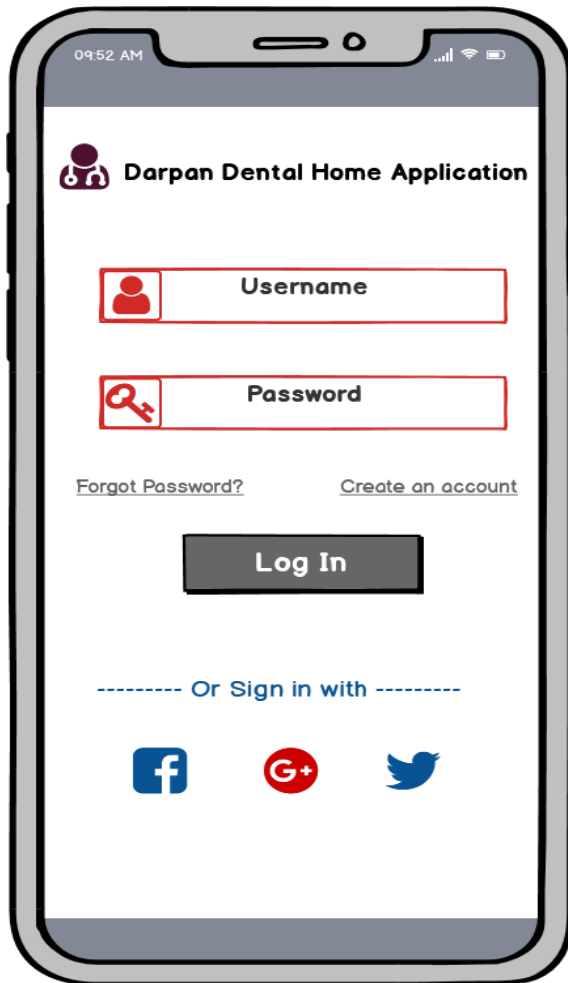 09:52 AM
Darpan Dental Home Application
Username
Password
Forgot Password? Create an account
Log In
--------- Or Sign in with ---------
f G+